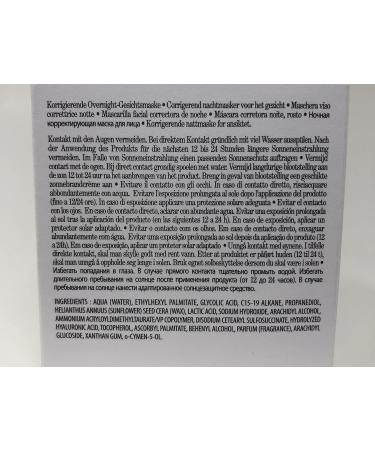 Korrigierende Overnight-Gesichtsmaske • Corrigerend nachtmasker voor het gezicht • Maschera viso
correttrice notte • Mascarilla facial correctora de noche • Máscara corretora noite, rosto • Ночная
корректирующая маска для лица • Korrigerande nattmaske for ansiktet.
Kontakt mit den Augen vermeiden. Bei direktem Kontakt gründlich mit viel Wasser ausspülen. Nach
der Anwendung des Produkts für die nächsten 12 bis 24 Stunden längere Sonneneinstrahlung
vermeiden. Im Falle von Sonneneinstrahlung einen passenden Sonnenschutz auftragen • Vermijd
contact met de ogen. Bij direct contact grondig spoelen met water. Vermijd langdurige blootstelling aan
de zon 12 tot 24 uur na het aanbrengen van het product. Breng in geval van blootstelling een geschikte
zonnebrandcrème aan • Evitare il contatto con gli occhi. In caso di contatto diretto, risciacquare
abbondantemente con acqua. Evitare l'esposizione prolungata al sole dopo l'applicazione del prodotto
(fino a 12/24 ore). In caso di esposizione applicare una protezione solare adeguata • Evitar el contacto
con los ojos. En caso de contacto directo, aclarar con abundante agua. Evitar una exposición prolongada
al sol tras la aplicación del producto (en las siguientes 12 a 24 h). En caso de exposición, aplicar un
protector solar adaptado • Evitar o contacto com os olhos. Em caso de contacto direto, enxaguar
abundantemente com água. Evitar uma exposição prolongada ao sol depois da aplicação do produto (12
a 24h). Em caso de exposição, aplicar um protetor solar adaptado • Unngå kontakt med øynene. I tilfelle
direkte kontakt, skal man skylle godt med rent vann. Etter at produktet er påført huden (12 til 24 t),
skal man unngå å oppholde seg lenge i solen. Bruk egnet solbeskyttelse dersom du skal være i solen •
Избегать попадания в глаза. В случае прямого контакта тщательно промыть водой. Избегать
длительного пребывания на солнце после нанесения продукта (от 12 до 24 часов). В случае
пребывания на солнце нанести адаптированное солнцезащитное средство.
INGREDIENTS : AQUA (WATER), ETHYLHEXYL PALMITATE, GLYCOLIC ACID, C15-19 ALKANE, PROPANEDIOL,
HELIANTHUS ANNUUS (SUNFLOWER) SEED CERA (WAX), LACTIC ACID, SODIUM HYDROXIDE, ARACHIDYL ALCOHOL,
AMMONIUM ACRYLOYLDIMETHYLTAURATE/VP COPOLYMER, DISODIUM CETEARYL SULFOSUCCINATE, HYDROLYZED
HYALURONIC ACID, TOCOPHEROL, ASCORBYL PALMITATE, BEHENYL ALCOHOL, PARFUM (FRAGRANCE), ARACHIDYL
GLUCOSIDE, XANTHAN GUM, o-CYMEN-5-OL.